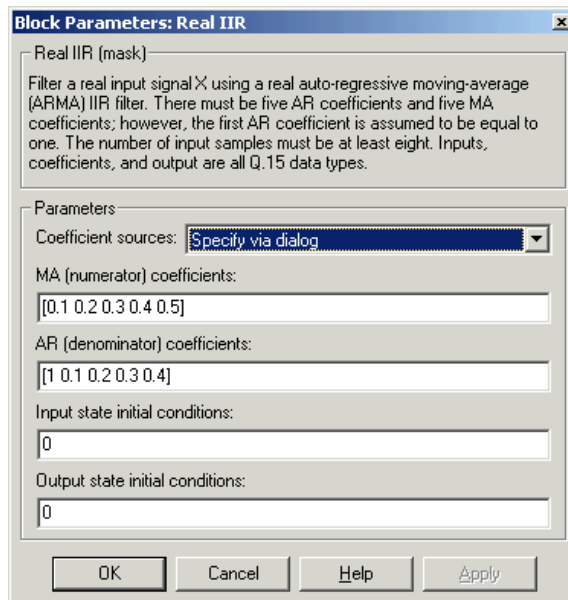 Block Parameters: Real IIR
Real IIR (mask)
Filter a real input signal X using a real auto-regressive moving-average
(ARMA) IIR filter. There must be five AR coefficients and five MA
coefficients; however, the first AR coefficient is assumed to be equal to
one. The number of input samples must be at least eight. Inputs,
coefficients, and output are all Q.15 data types.
Parameters
Coefficient sources: Specify via dialog
MA (numerator) coefficients:
[0.1 0.2 0.3 0.4 0.5]
AR (denominator) coefficients:
[1 0.1 0.2 0.3 0.4]
Input state initial conditions:
0
Output state initial conditions:
0
OK Cancel Help Apply